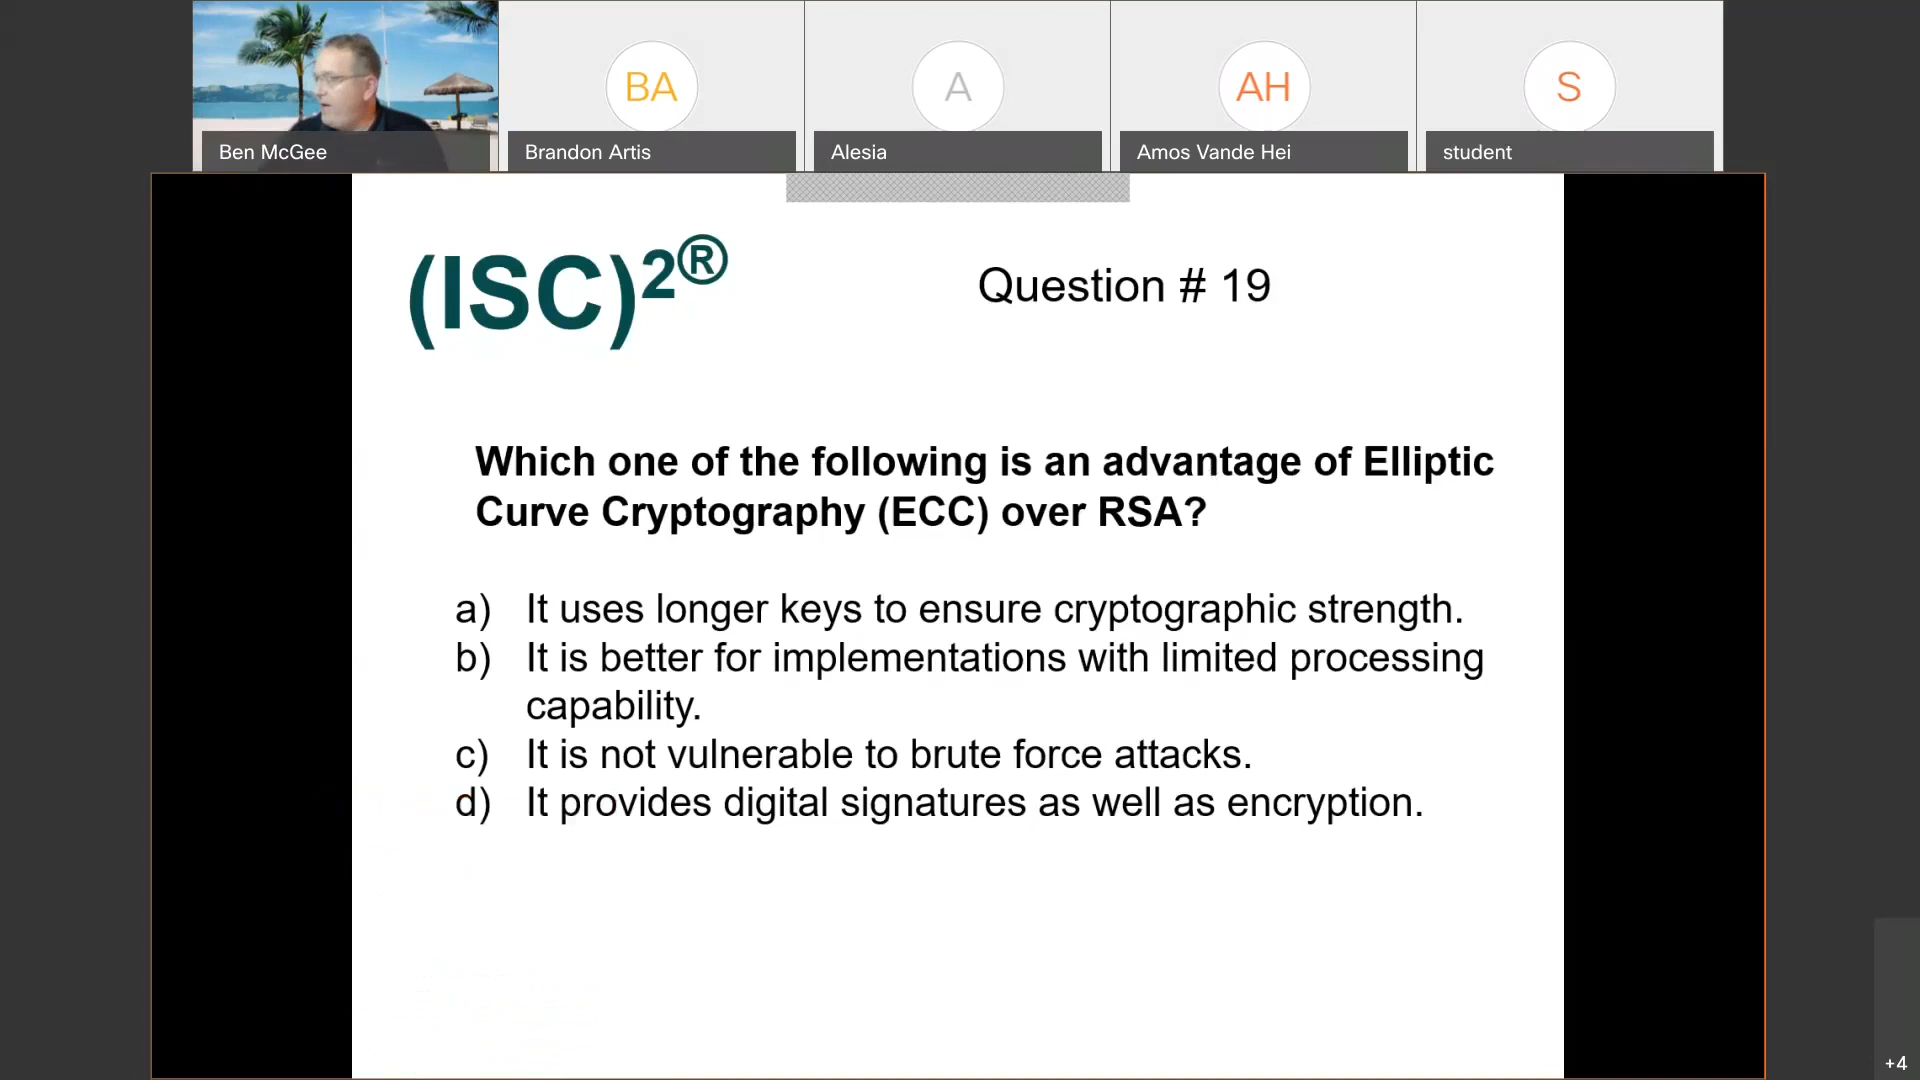 BA
A
AH
S
Ben McGee
Brandon Artis
Alesia
Amos Vande Hei
student
(ISC)2®
Question # 19
Which one of the following is an advantage of Elliptic
Curve Cryptography (ECC) over RSA?
a) It uses longer keys to ensure cryptographic strength.
b) It is better for implementations with limited processing
capability.
c) It is not vulnerable to brute force attacks.
d) It provides digital signatures as well as encryption.
+4